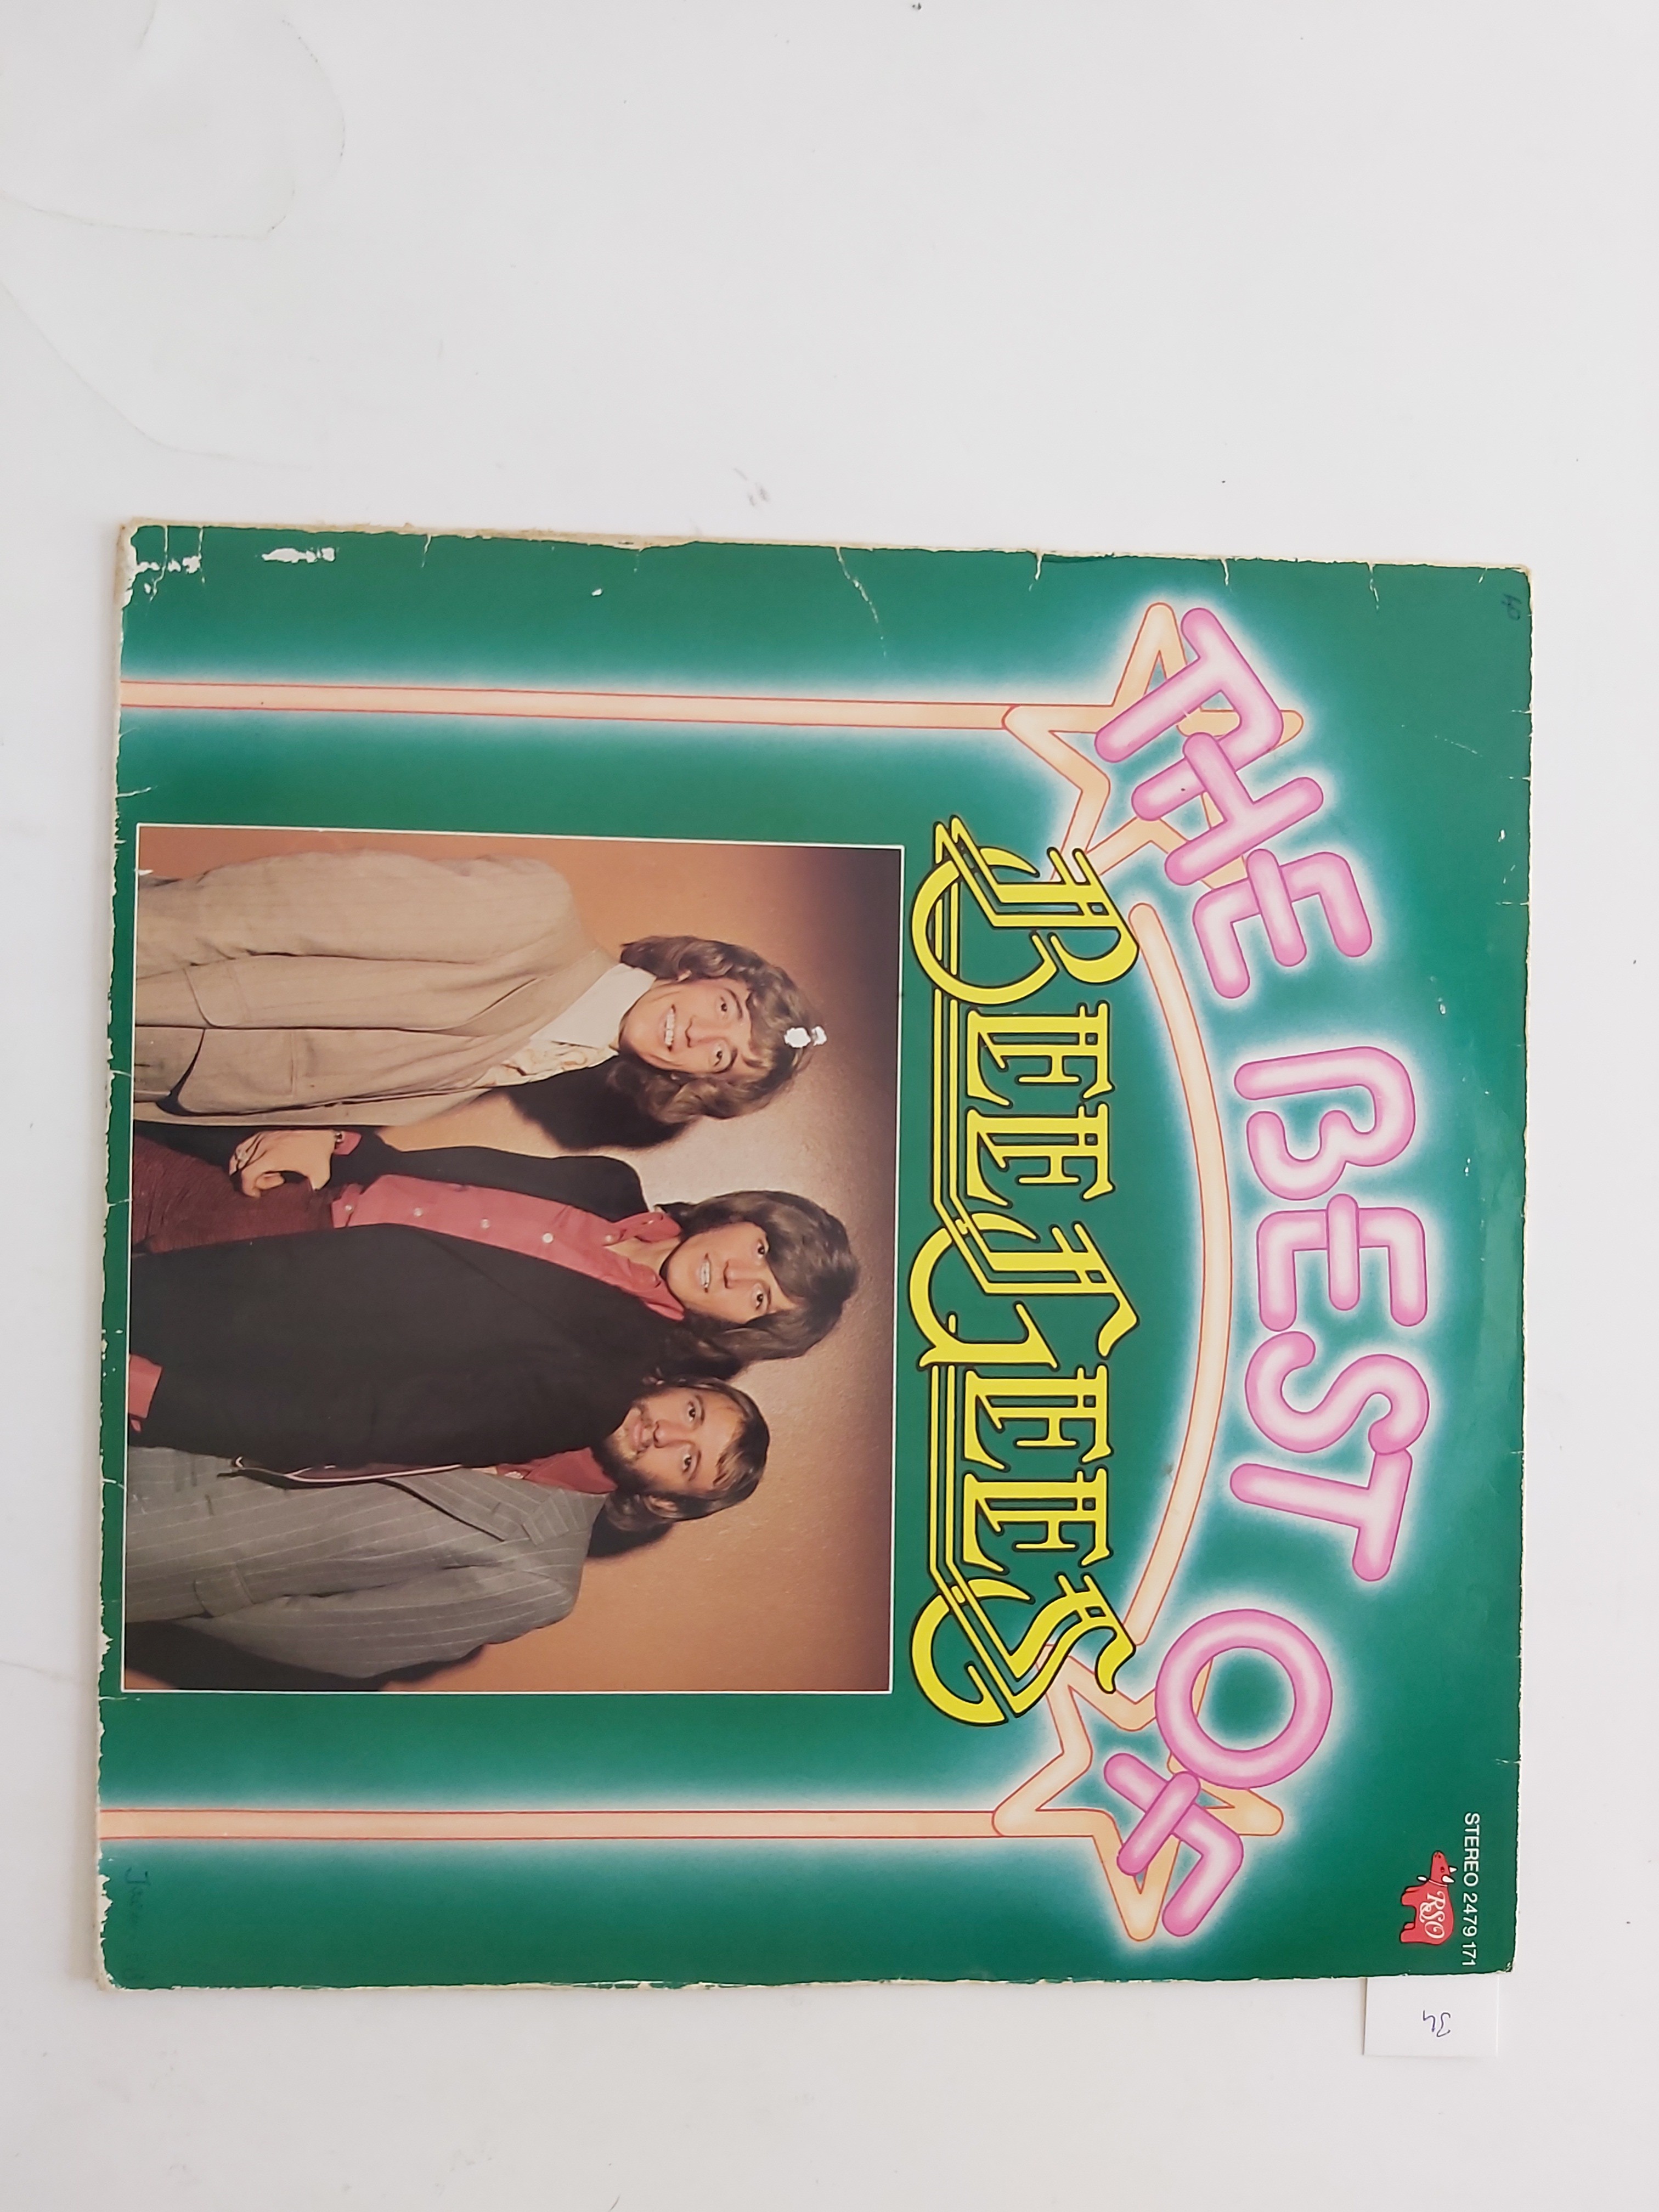 THE BEST OF
BEE GEES
STEREO 2479 171
RSO
34